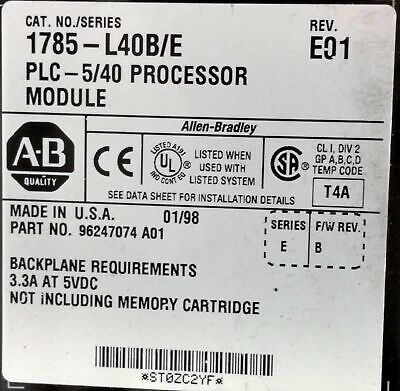 CAT. NO./SERIES REV.
1785-L40B/E E01
PLC-5/40 PROCESSOR
MODULE
Allen-Bradley
A-B
QUALITY
CE
LISTED
UL
IND CONT EQ
LISTED WHEN
USED WITH
LISTED SYSTEM
SA
CL I, DIV 2
GP A,B,C,D
TEMP CODE
T4A
SEE DATA SHEET FOR INSTALLATION DETAILS
MADE IN U.S.A. 01/98
PART NO. 96247074 A01
SERIES F/W REV.
E B
BACKPLANE REQUIREMENTS
3.3A AT 5VDC
NOT INCLUDING MEMORY CARTRIDGE
*ST0ZC2YF*